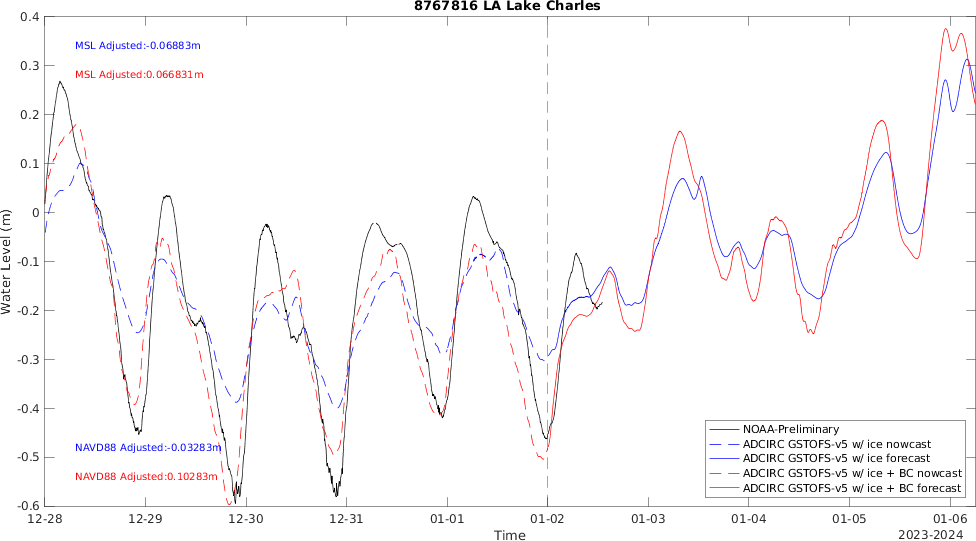 8767816 LA Lake Charles
0.4
MSL Adjusted:-0.06883m
0.3
MSL Adjusted:0.066831m
0.2
0.1
0
-0.1
-0.2
-0.3
-0.4
-0.5
-0.6
Water Level (m)
NAVD88 Adjusted:-0.03283m
NAVD88 Adjusted:0.10283m
NOAA-Preliminary
ADCIRC GSTOFS-v5 w/ ice nowcast
ADCIRC GSTOFS-v5 w/ ice forecast
ADCIRC GSTOFS-v5 w/ ice + BC nowcast
ADCIRC GSTOFS-v5 w/ ice + BC forecast
12-28 12-29 12-30 12-31 01-01 01-02 01-03 01-04 01-05 01-06
Time
2023-2024